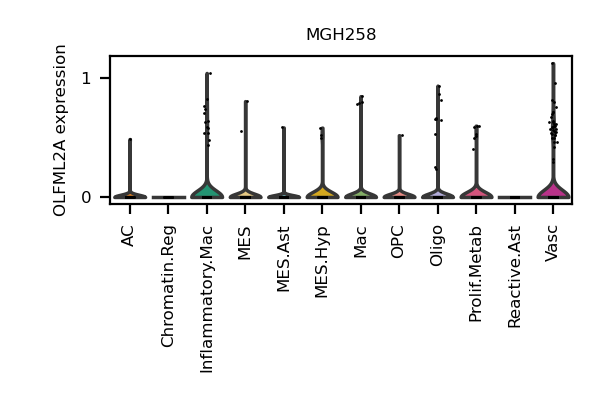 MGH258
OLFML2A expression
1
0
AC
Chromatin.Reg
Inflammatory.Mac
MES
MES.Ast
MES.Hyp
Mac
OPC
Oligo
Prolif.Metab
Reactive.Ast
Vasc